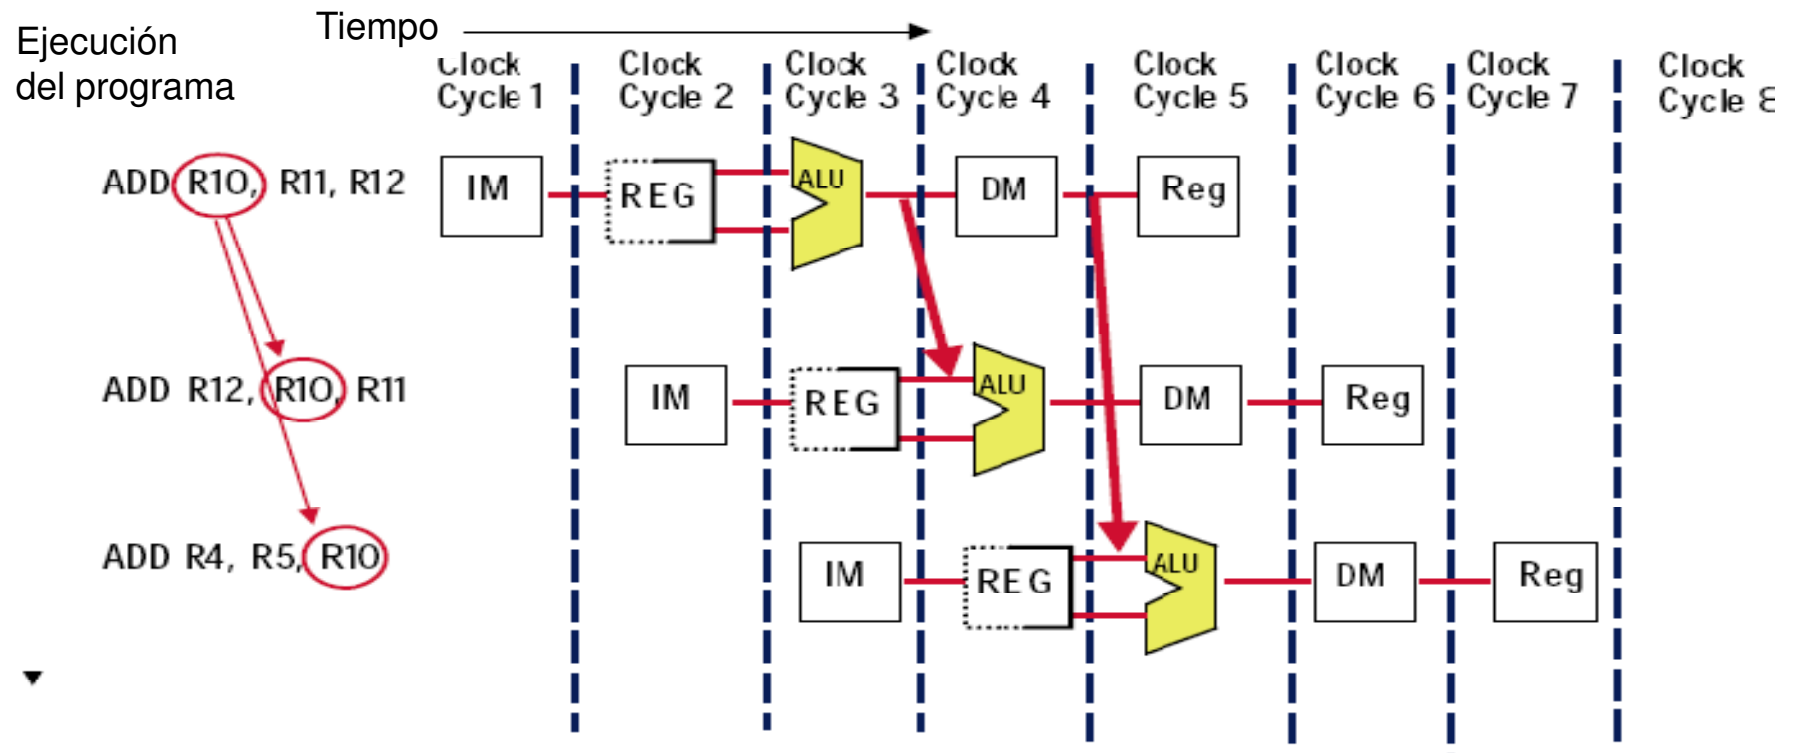 Ejecución
del programa
Tiempo
Clock
Cycle 1
Clock
Cycle 2
Clock
Cycle 3
Clock
Cycle 4
Clock
Cycle 5
Clock
Cycle 6
Clock
Cycle 7
Clock
Cycle 8
ADD R10, R11, R12
IM
REG
ALU
DM
Reg
ADD R12, R10, R11
IM
REG
ALU
DM
Reg
ADD R4, R5, R10
IM
REG
ALU
DM
Reg